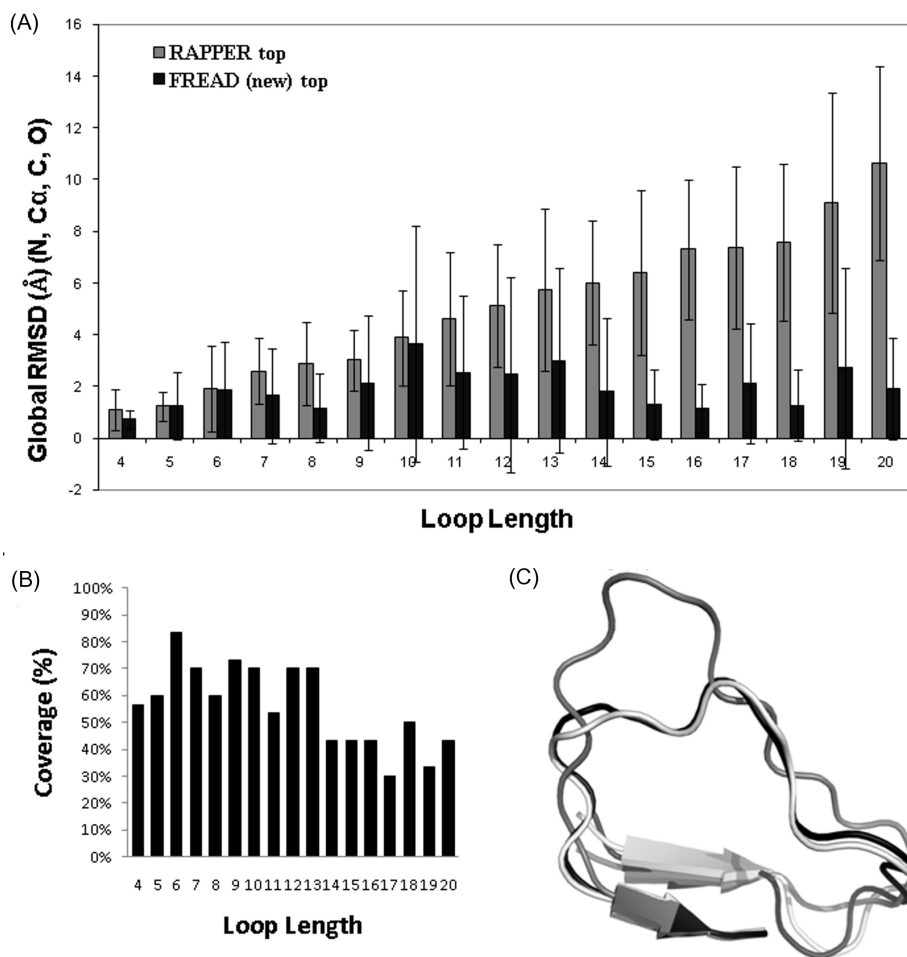 (A)
16
14
12
10
8
6
4
2
0
-2
Global RMSD (Å) (N, Cα, C, O)
RAPPER top
FREAD (new) top
4 5 6 7 8 9 10 11 12 13 14 15 16 17 18 19 20
Loop Length
(B)
100%
90%
80%
70%
60%
50%
40%
30%
20%
10%
0%
Coverage (%)
4 5 6 7 8 9 10 11 12 13 14 15 16 17 18 19 20
Loop Length
(C)